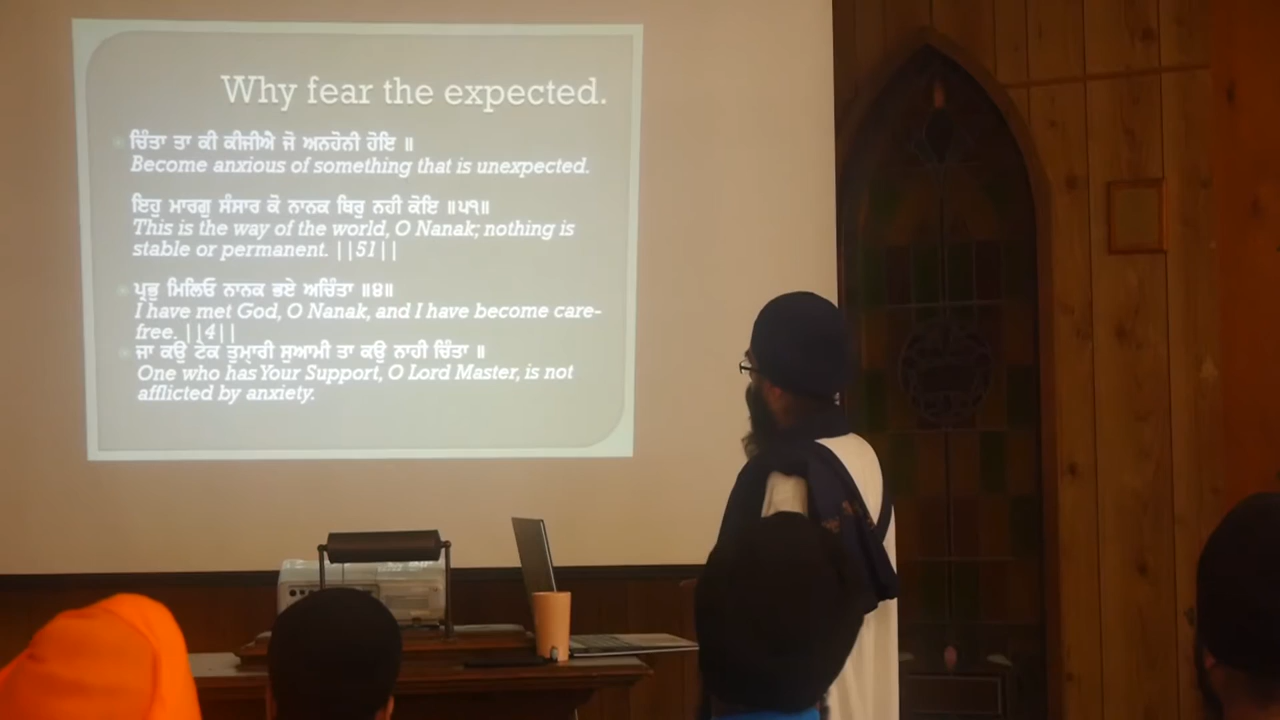 Why fear the expected.
ਚਿੰਤਾ ਤਾ ਕੀ ਕੀਜੀਐ ਜੋ ਅਨਹੋਨੀ ਹੋਇ ॥
Become anxious of something that is unexpected.
ਇਹੁ ਮਾਰਗੁ ਸੰਸਾਰ ਕੋ ਨਾਨਕ ਥਿਰੁ ਨਹੀ ਕੋਇ ॥੫੧॥
This is the way of the world, O Nanak; nothing is
stable or permanent. ||51||
ਪ੍ਰਭੁ ਮਿਲਿਓ ਨਾਨਕ ਭਏ ਅਚਿੰਤਾ ॥੪॥
I have met God, O Nanak, and I have become care-
free. ||4||
ਜਾ ਕਉ ਟੇਕ ਤੁਮ੍ਹਾਰੀ ਸੁਆਮੀ ਤਾ ਕਉ ਨਾਹੀ ਚਿੰਤਾ ॥
One who has Your Support, O Lord Master, is not
afflicted by anxiety.